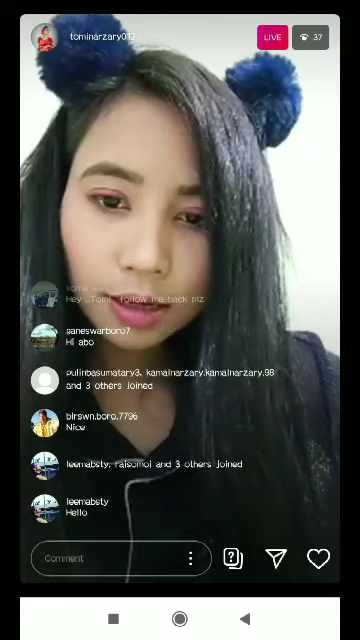 tominarzary012
LIVE
37
Hey ..Tomi follow me back plz
ganeswarboro7
Hi abo
pulinbasumatary3, kamalnarzary.kamalnarzary.98
and 3 others joined
birswn.boro.7796
Nice
leemabsty, raisomoi and 3 others joined
leemabsty
Hello
Comment